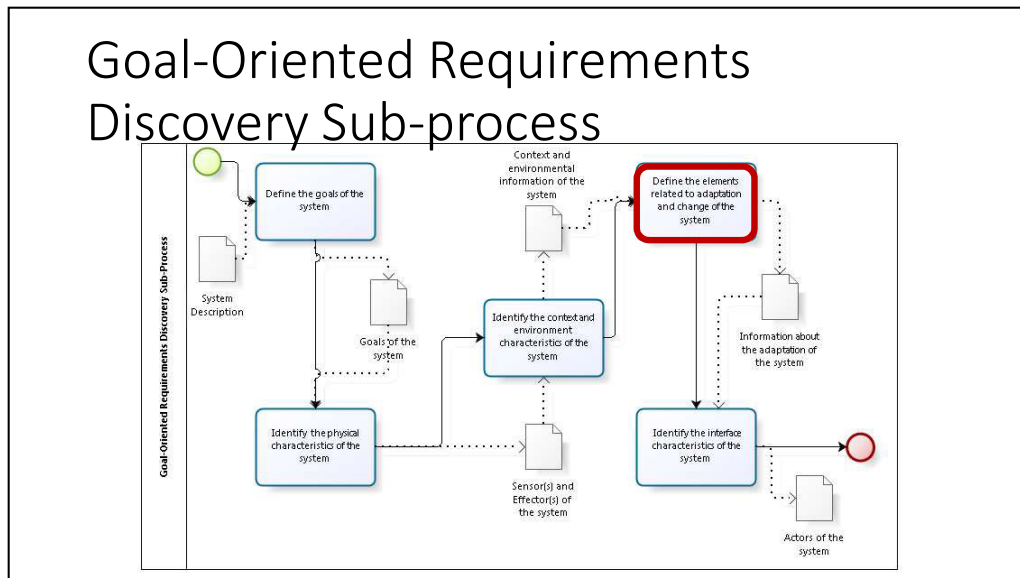 Goal-Oriented Requirements
Discovery Sub-process
Goal-Oriented Requirements Discovery Sub-Process
Define the goals of the
system
System
Description
Goals of the
system
Identify the physical
characteristics of the
system
Context and
environmental
information of the
system
Identify the context and
environment
characteristics of the
system
Sensor(s) and
Effector(s) of
the system
Define the elements
related to adaptation
and change of the
system
Information about
the adaptation of
the system
Identify the interface
characteristics of the
system
Actors of the
system